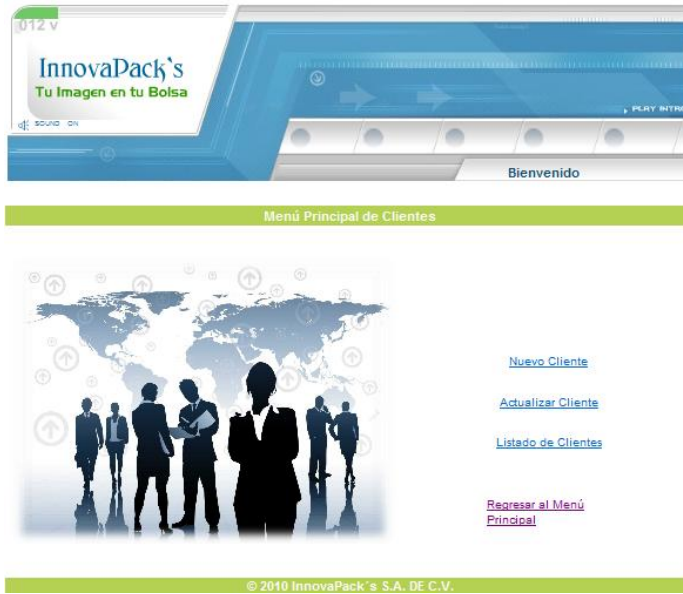 012 v
InnovaPack's
Tu Imagen en tu Bolsa
SOUND ON
PLAY INTR
Bienvenido
Menú Principal de Clientes
Nuevo Cliente
Actualizar Cliente
Listado de Clientes
Regresar al Menú
Principal
© 2010 InnovaPack´s S.A. DE C.V.